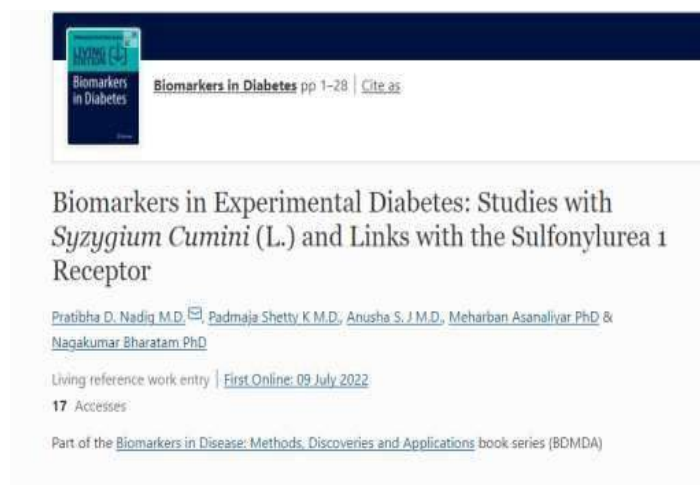 LIVING
Biomarkers
in Diabetes
Biomarkers in Diabetes pp 1–28 | Cite as
Biomarkers in Experimental Diabetes: Studies with
Syzygium Cumini (L.) and Links with the Sulfonylurea 1
Receptor
Pratibha D. Nadig M.D. , Padmaja Shetty K M.D., Anusha S. J M.D., Meharban Asanaliyar PhD &
Nagakumar Bharatam PhD
Living reference work entry | First Online: 09 July 2022
17 Accesses
Part of the Biomarkers in Disease: Methods, Discoveries and Applications book series (BDMDA)